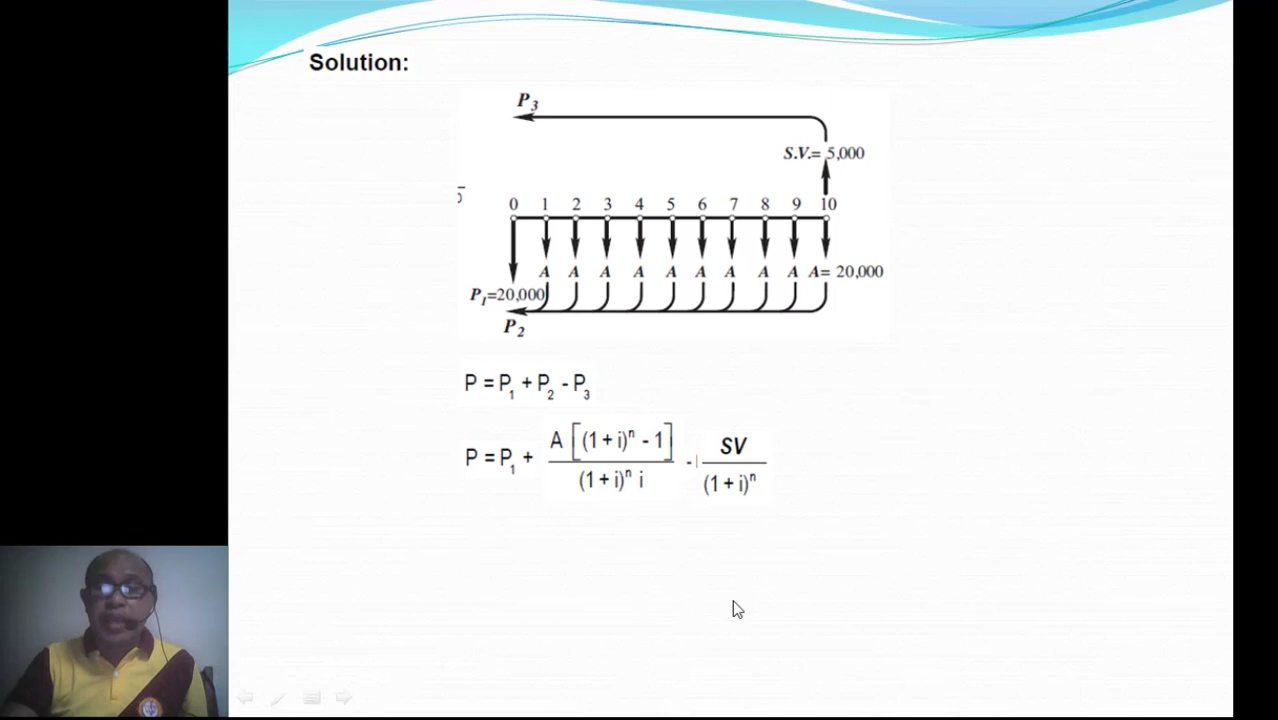 Solution:
P3
S.V.= 5,000
0 1 2 3 4 5 6 7 8 9 10
A A A A A A A A A A= 20,000
P1=20,000
P2
P = P1 + P2 - P3
P = P1 + A [(1 + i)^n - 1] / (1 + i)^n i - SV / (1 + i)^n